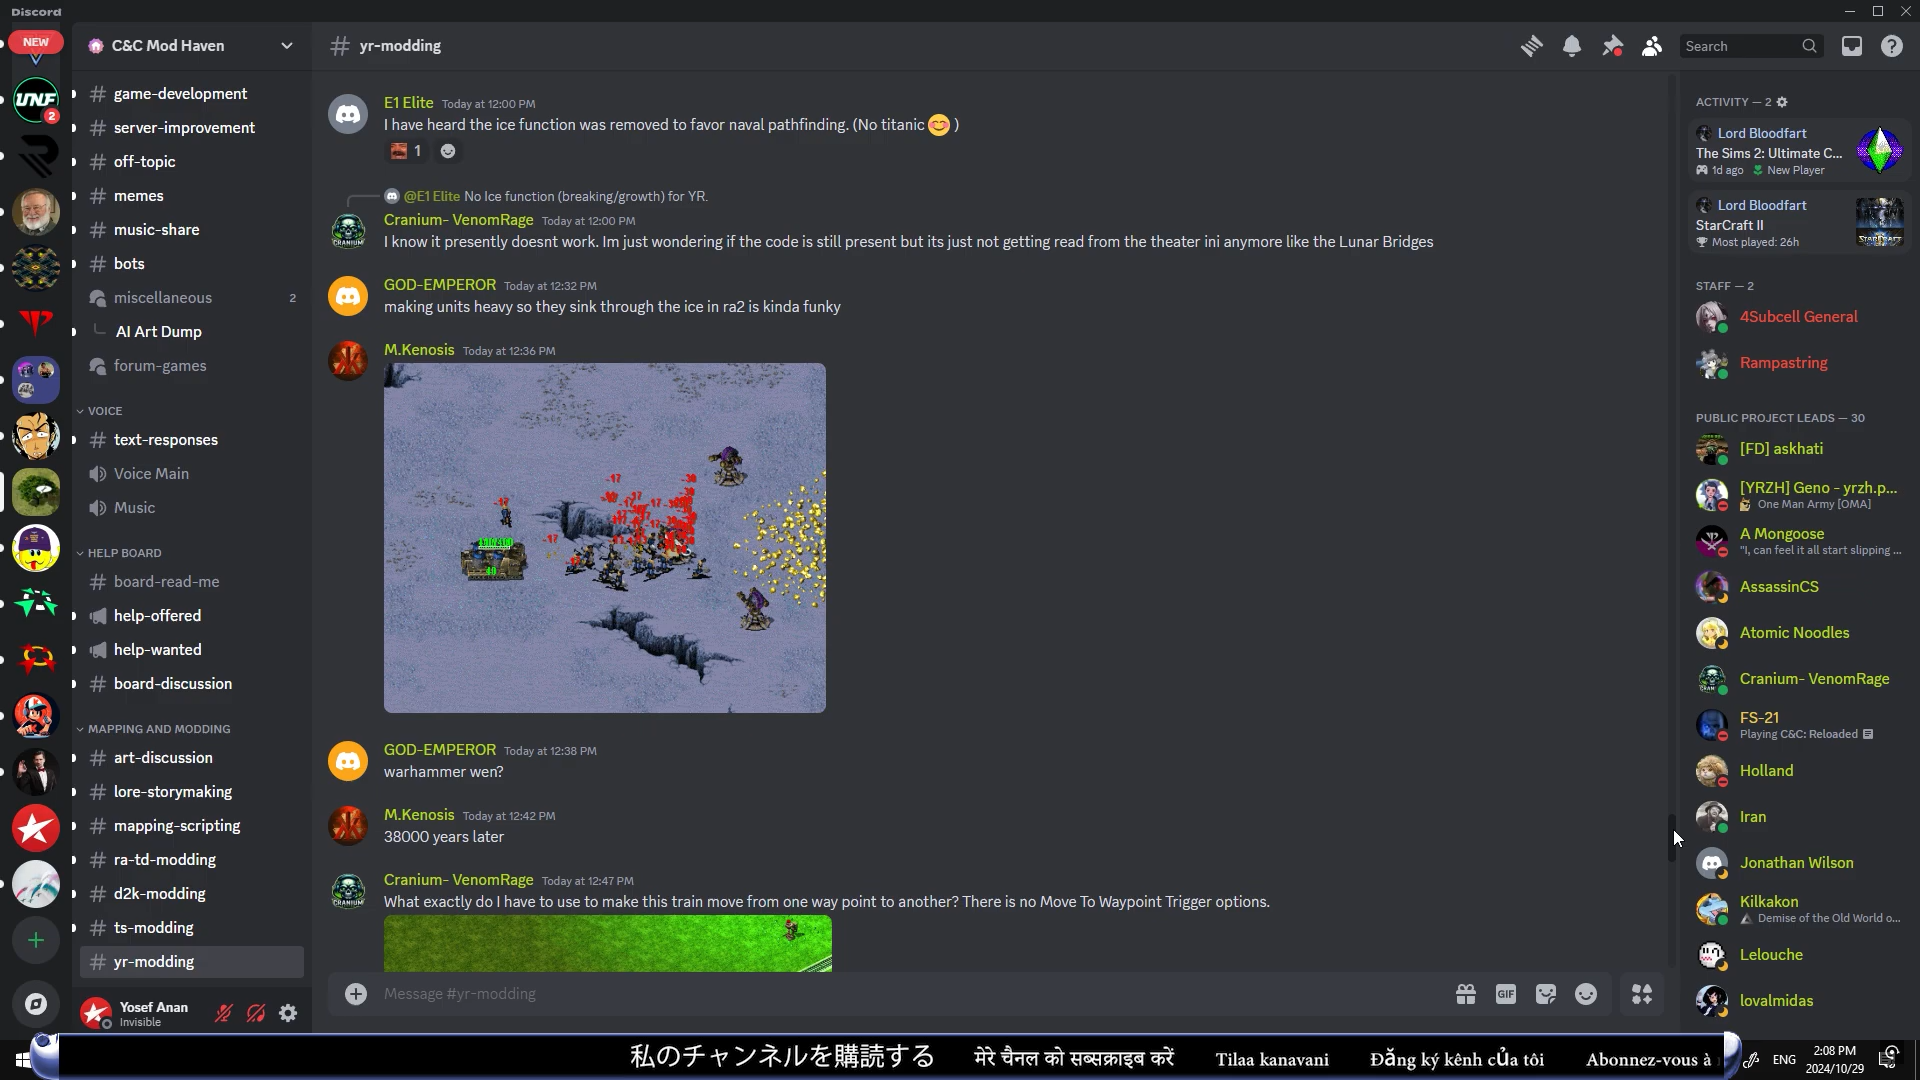 Discord
NEW
C&C Mod Haven
yr-modding
Search
2
game-development
server-improvement
off-topic
memes
music-share
bots
miscellaneous
2
AI Art Dump
forum-games
VOICE
text-responses
Voice Main
Music
HELP BOARD
board-read-me
help-offered
help-wanted
board-discussion
MAPPING AND MODDING
art-discussion
lore-storymaking
mapping-scripting
ra-td-modding
d2k-modding
ts-modding
yr-modding
Yosef Anan
Invisible
E1 Elite Today at 12:00 PM
I have heard the ice function was removed to favor naval pathfinding. (No titanic 😊 )
1
@E1 Elite No Ice function (breaking/growth) for YR.
Cranium- VenomRage Today at 12:00 PM
I know it presently doesnt work. Im just wondering if the code is still present but its just not getting read from the theater ini anymore like the Lunar Bridges
GOD-EMPEROR Today at 12:32 PM
making units heavy so they sink through the ice in ra2 is kinda funky
M.Kenosis Today at 12:36 PM
-17
-17
-17
-30
GOD-EMPEROR Today at 12:38 PM
warhammer wen?
M.Kenosis Today at 12:42 PM
38000 years later
Cranium- VenomRage Today at 12:47 PM
What exactly do I have to use to make this train move from one way point to another? There is no Move To Waypoint Trigger options.
Message #yr-modding
GIF
ACTIVITY — 2
Lord Bloodfart
The Sims 2: Ultimate C...
1d ago New Player
Lord Bloodfart
StarCraft II
Most played: 26h
STAFF — 2
4Subcell General
Rampastring
PUBLIC PROJECT LEADS — 30
[FD] askhati
[YRZH] Geno - yrzh.p...
One Man Army [OMA]
A Mongoose
"I, can feel it all start slipping ...
AssassinCS
Atomic Noodles
Cranium- VenomRage
FS-21
Playing C&C: Reloaded
Holland
Iran
Jonathan Wilson
Kilkakon
Demise of the Old World o...
Lelouche
lovalmidas
私のチャンネルを購読する मेरे चैनल को सब्सक्राइब करें Tilaa kanavani Đăng ký kênh của tôi Abonnez-vous à
ENG
2:08 PM
2024/10/29